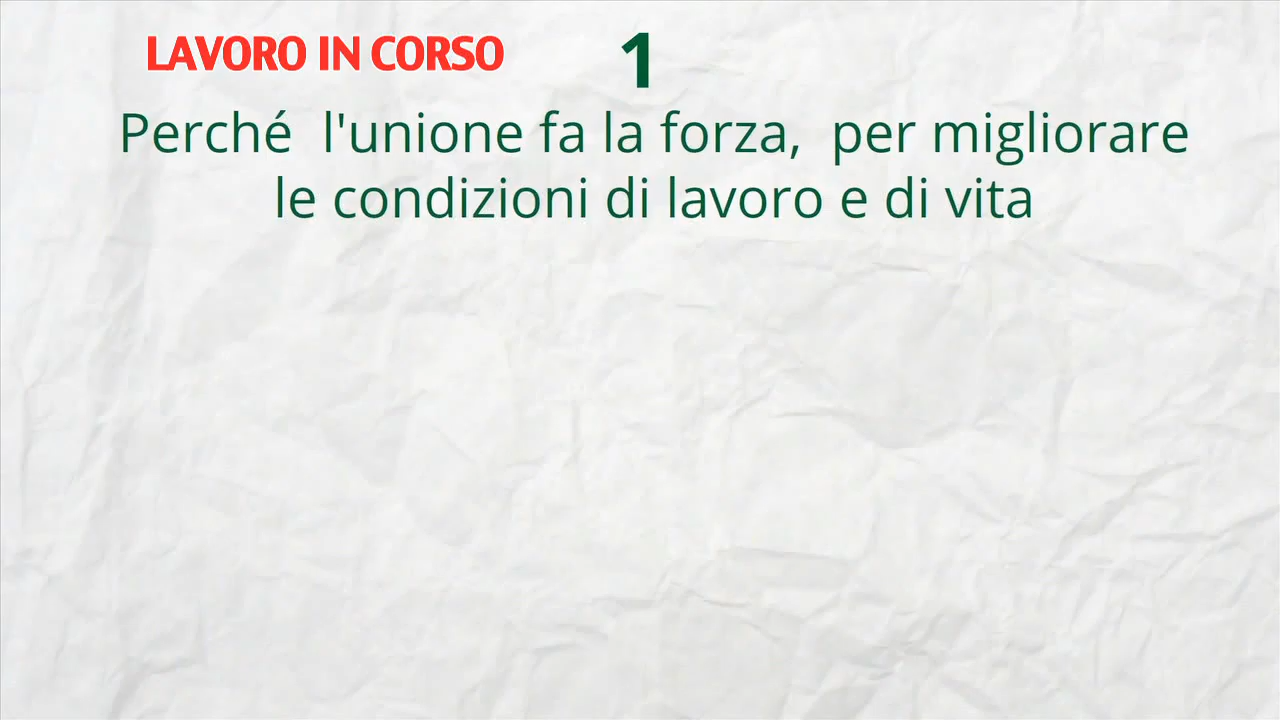 LAVORO IN CORSO
1
Perché  l'unione fa la forza,  per migliorare
le condizioni di lavoro e di vita